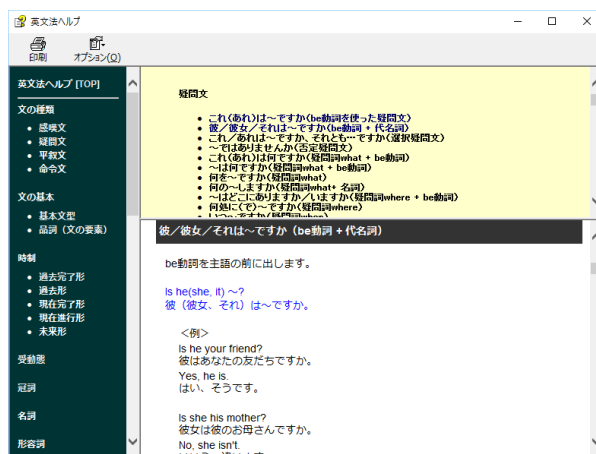 英文法ヘルプ
印刷
オプション(O)
英文法ヘルプ [TOP]
文の種類
感嘆文
疑問文
平叙文
命令文
文の基本
基本文型
品詞（文の要素）
時制
過去完了形
過去形
現在完了形
現在進行形
未来形
受動態
冠詞
名詞
形容詞
疑問文
これ(あれ)は～ですか(be動詞を使った疑問文)
彼／彼女／それは～ですか(be動詞 + 代名詞)
これ／あれは～ですか、それとも…ですか(選択疑問文)
～ではありませんか(否定疑問文)
これ(あれ)は何ですか(疑問詞what + be動詞)
～は何ですか(疑問詞what + be動詞)
何を～ですか(疑問詞what)
何の～しますか(疑問詞what+ 名詞)
～はどこにありますか／いますか(疑問詞where + be動詞)
何処に(で)～ですか(疑問詞where)
彼／彼女／それは～ですか（be動詞 + 代名詞）
be動詞を主語の前に出します。
Is he(she, it) ～?
彼（彼女、それ）は～ですか。
＜例＞
Is he your friend?
彼はあなたの友だちですか。
Yes, he is.
はい、そうです。
Is she his mother?
彼女は彼のお母さんですか。
No, she isn't.